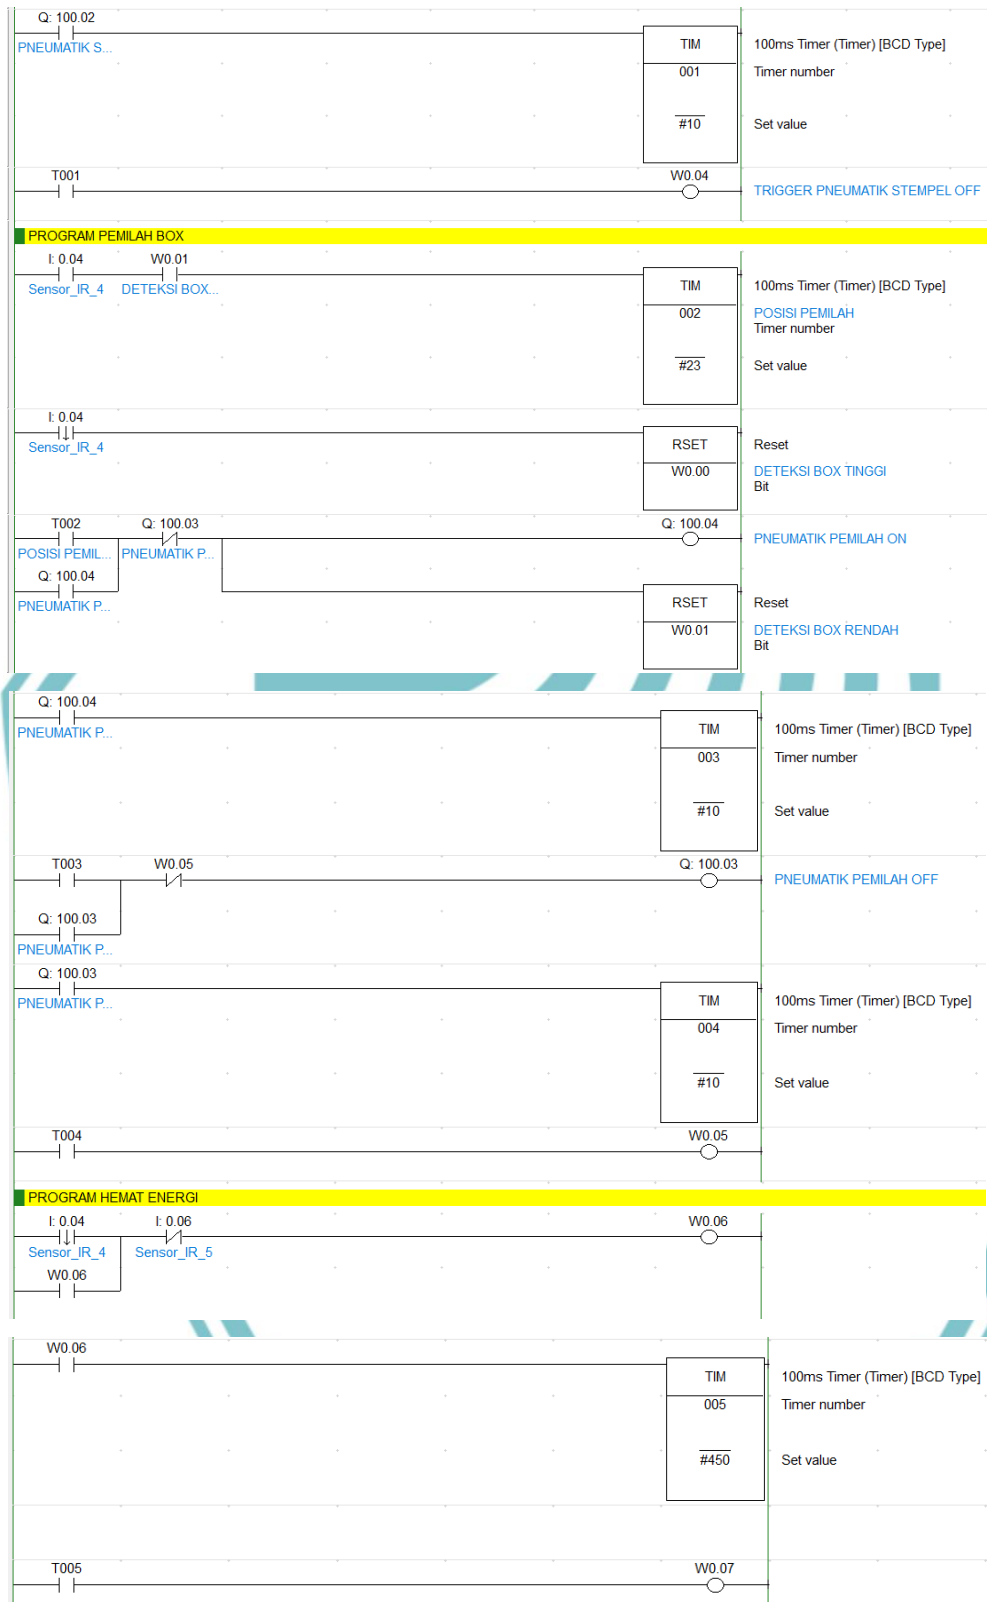 Q: 100.02
PNEUMATIK S...
TIM 100ms Timer (Timer) [BCD Type]
001 Timer number
#10 Set value
T001 W0.04
TRIGGER PNEUMATIK STEMPEL OFF
PROGRAM PEMILAH BOX
I: 0.04 W0.01
Sensor_IR_4 DETEKSI BOX...
TIM 100ms Timer (Timer) [BCD Type]
002 POSISI PEMILAH
Timer number
#23 Set value
I: 0.04
Sensor_IR_4
RSET Reset
W0.00 DETEKSI BOX TINGGI
Bit
T002 Q: 100.03 Q: 100.04
PNEUMATIK PEMILAH ON
POSISI PEMIL... PNEUMATIK P...
Q: 100.04
PNEUMATIK P...
RSET Reset
W0.01 DETEKSI BOX RENDAH
Bit
Q: 100.04
PNEUMATIK P...
TIM 100ms Timer (Timer) [BCD Type]
003 Timer number
#10 Set value
T003 W0.05 Q: 100.03
PNEUMATIK PEMILAH OFF
Q: 100.03
PNEUMATIK P...
Q: 100.03
PNEUMATIK P...
TIM 100ms Timer (Timer) [BCD Type]
004 Timer number
#10 Set value
T004 W0.05
PROGRAM HEMAT ENERGI
I: 0.04 I: 0.06 W0.06
Sensor_IR_4 Sensor_IR_5
W0.06
W0.06
TIM 100ms Timer (Timer) [BCD Type]
005 Timer number
#450 Set value
T005 W0.07